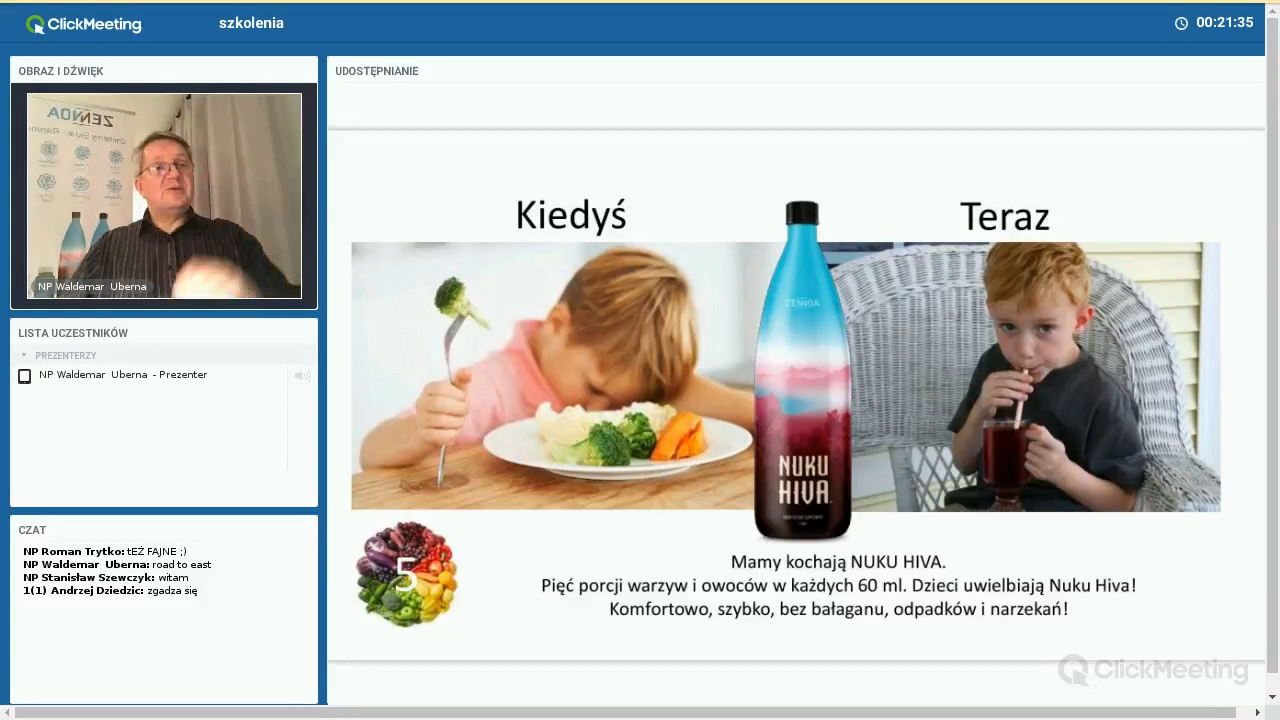 ClickMeeting
szkolenia
00:21:35
OBRAZ I DŹWIĘK
ZENNOA
NP Waldemar Uberna
LISTA UCZESTNIKÓW
PREZENTERZY
NP Waldemar Uberna - Prezenter
CZAT
NP Roman Trytko: tEŻ FAJNE ;)
NP Waldemar Uberna: road to east
NP Stanisław Szewczyk: witam
1(1) Andrzej Dziedzic: zgadza się
UDOSTĘPNIANIE
Kiedyś
Teraz
ZENNOA
NUKU
HIVA
5
Mamy kochają NUKU HIVA.
Pięć porcji warzyw i owoców w każdych 60 ml. Dzieci uwielbiają Nuku Hiva!
Komfortowo, szybko, bez bałaganu, odpadków i narzekań!
ClickMeeting